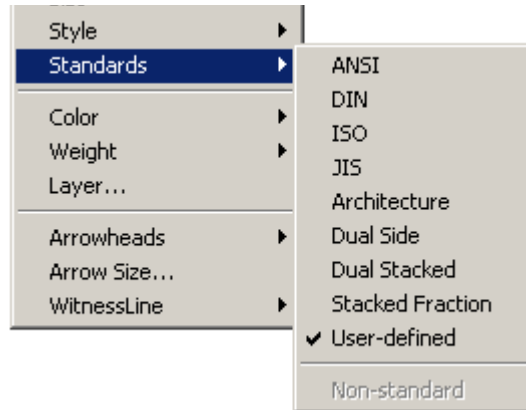 Style
Standards
Color
Weight
Layer...
Arrowheads
Arrow Size...
WitnessLine
ANSI
DIN
ISO
JIS
Architecture
Dual Side
Dual Stacked
Stacked Fraction
User-defined
Non-standard